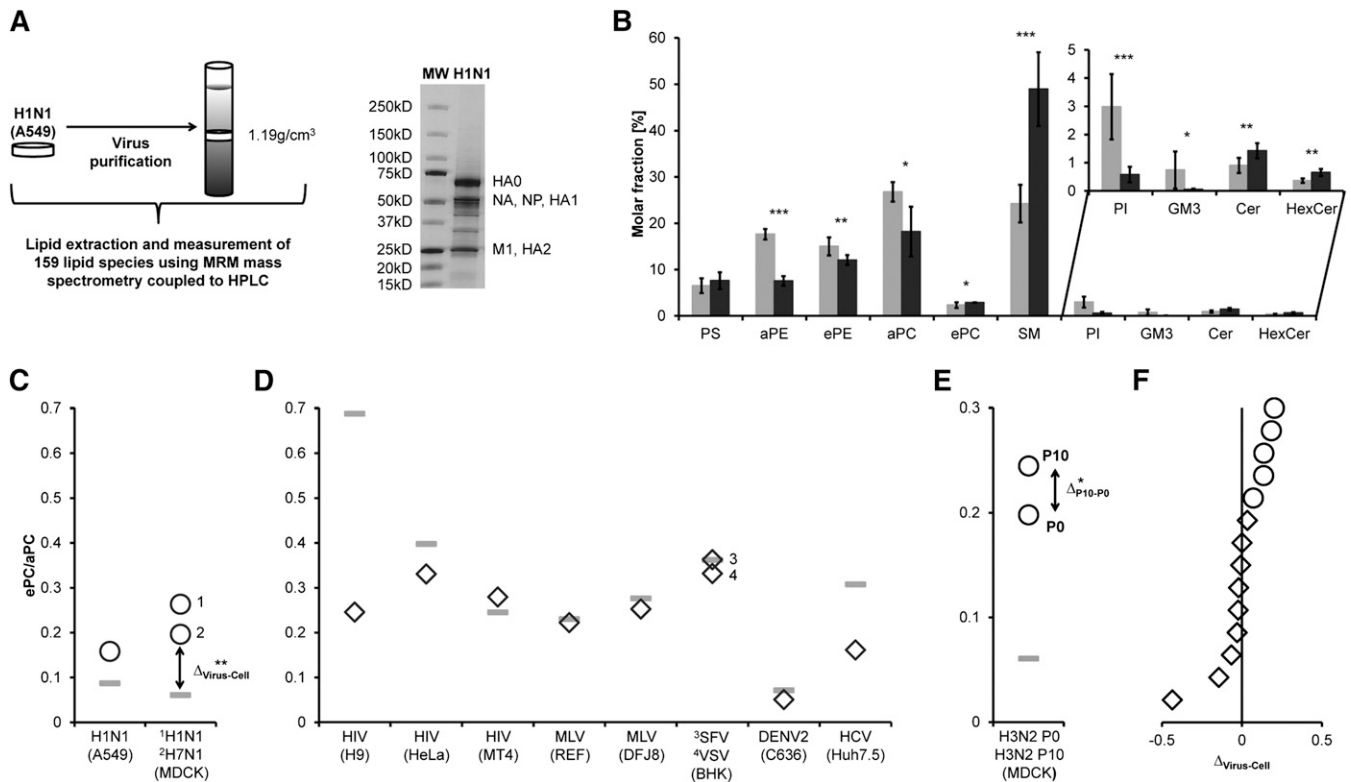 A
H1N1
(A549)
Virus
purification
1.19g/cm³
Lipid extraction and measurement of
159 lipid species using MRM mass
spectrometry coupled to HPLC
MW H1N1
250kD
150kD
100kD
75kD
50kD
37kD
25kD
20kD
15kD
HA0
NA, NP, HA1
M1, HA2
B
Molar fraction [%]
60
50
40
30
20
10
0
*** ** * * ***
PS aPE ePE aPC ePC SM
PI GM3 Cer HexCer
5
4
3
2
1
0
*** * ** **
PI GM3 Cer HexCer
C
ePC/aPC
0.7
0.6
0.5
0.4
0.3
0.2
0.1
0
1
2
**
ΔVirus-Cell
H1N1
(A549)
¹H1N1
²H7N1
(MDCK)
D
0.7
0.6
0.5
0.4
0.3
0.2
0.1
0
3
4
HIV
(H9)
HIV
(HeLa)
HIV
(MT4)
MLV
(REF)
MLV
(DFJ8)
³SFV
⁴VSV
(BHK)
DENV2
(C636)
HCV
(Huh7.5)
E
0.3
0.2
0.1
0
P10
*
ΔP10-P0
P0
H3N2 P0
H3N2 P10
(MDCK)
F
-0.5 0 0.5
ΔVirus-Cell